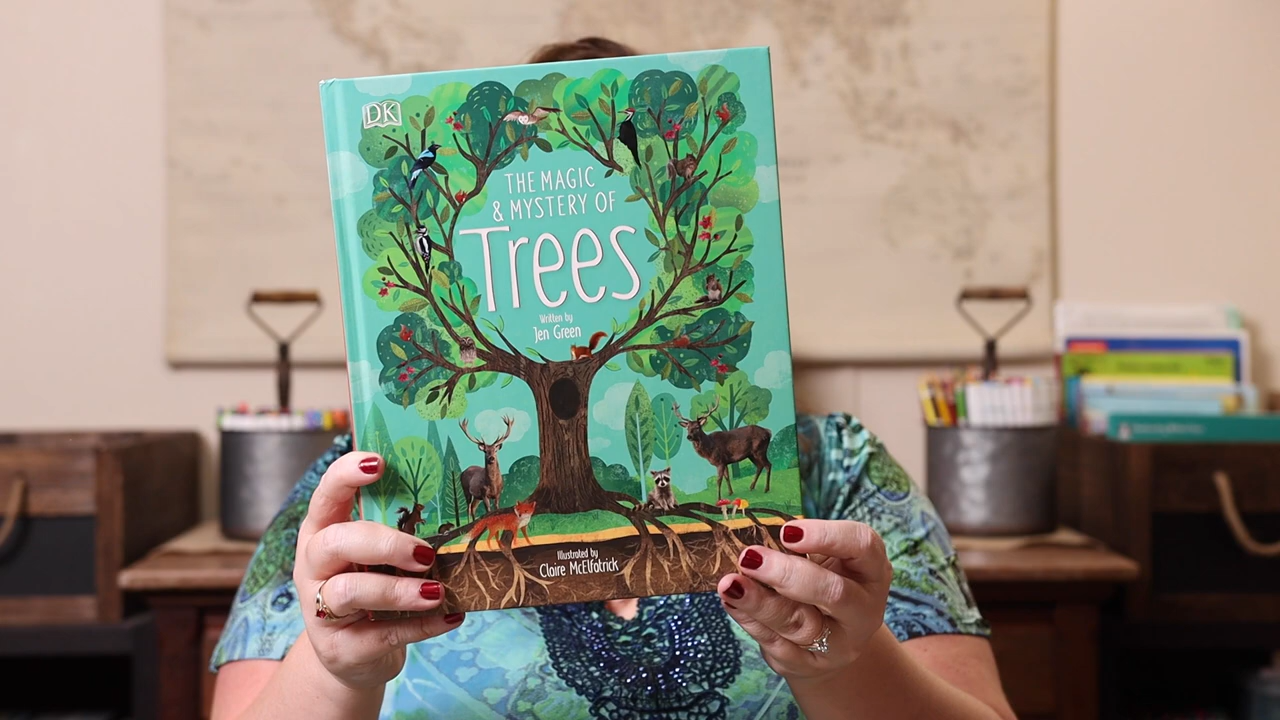 DK
THE MAGIC
& MYSTERY OF
Trees
Written by
Jen Green
Illustrated by
Claire McElfatrick